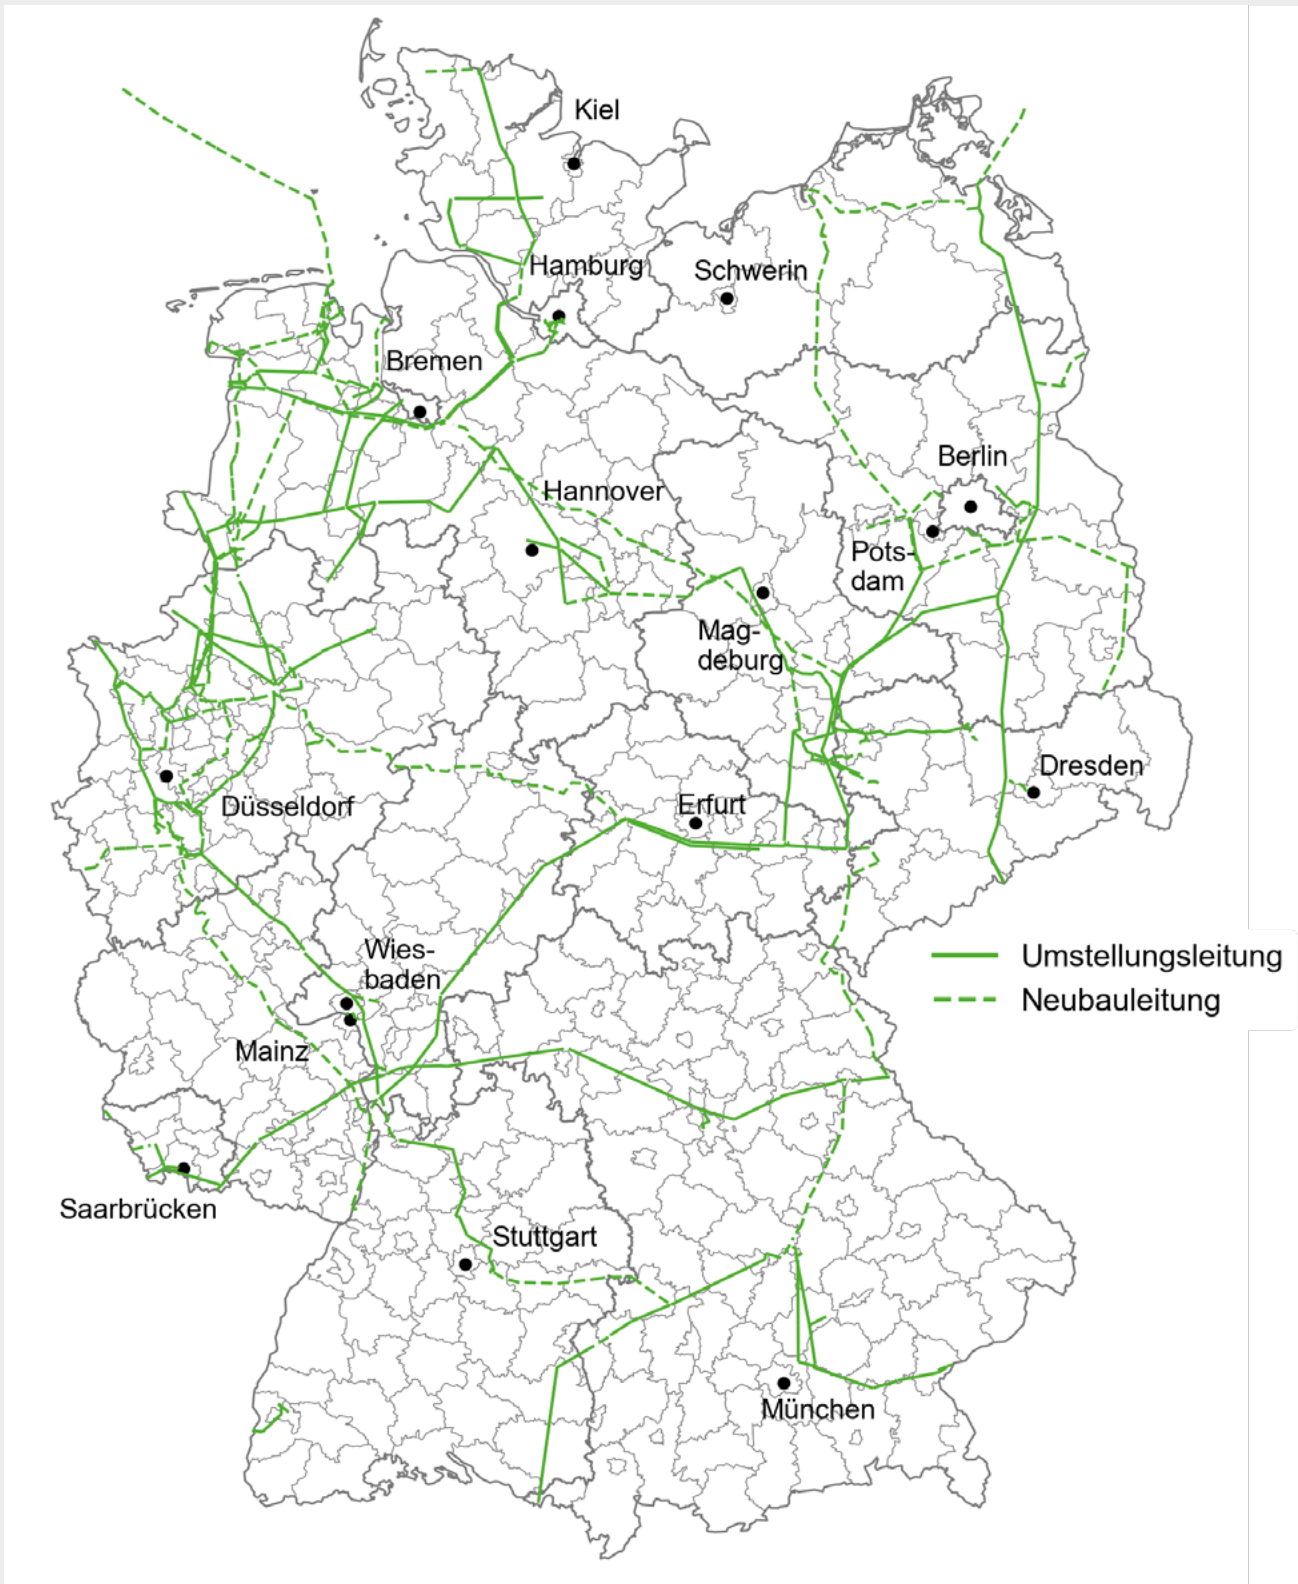 Kiel
Hamburg
Schwerin
Bremen
Berlin
Hannover
Pots-
dam
Mag-
deburg
Dresden
Düsseldorf
Erfurt
Wies-
baden
Umstellungsleitung
Neubauleitung
Mainz
Saarbrücken
Stuttgart
München